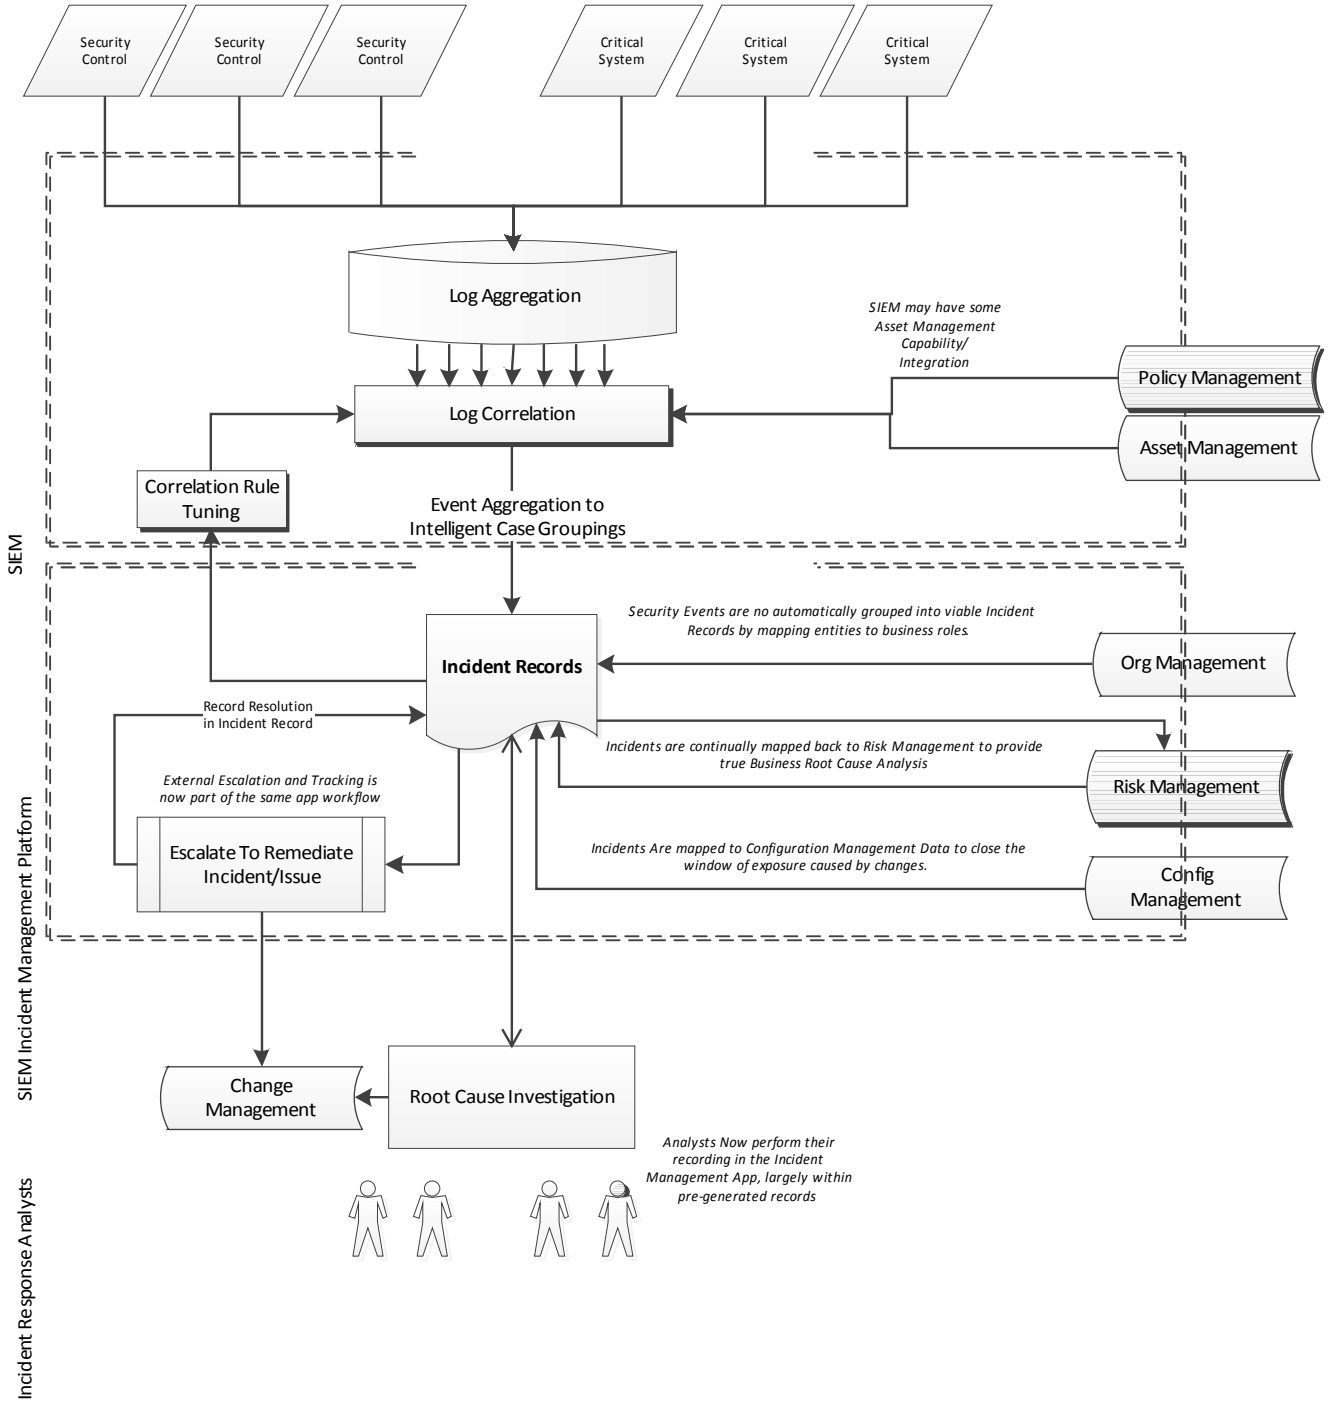 Security
Control
Security
Control
Security
Control
Critical
System
Critical
System
Critical
System
Log Aggregation
SIEM may have some
Asset Management
Capability/
Integration
Policy Management
Log Correlation
Asset Management
Correlation Rule
Tuning
Event Aggregation to
Intelligent Case Groupings
SIEM
Security Events are no automatically grouped into viable Incident
Records by mapping entities to business roles.
Incident Records
Org Management
Record Resolution
in Incident Record
Incidents are continually mapped back to Risk Management to provide
true Business Root Cause Analysis
External Escalation and Tracking is
now part of the same app workflow
Risk Management
Escalate To Remediate
Incident/Issue
Incidents Are mapped to Configuration Management Data to close the
window of exposure caused by changes.
Config
Management
SIEM Incident Management Platform
Change
Management
Root Cause Investigation
Analysts Now perform their
recording in the Incident
Management App, largely within
pre-generated records
Incident Response Analysts